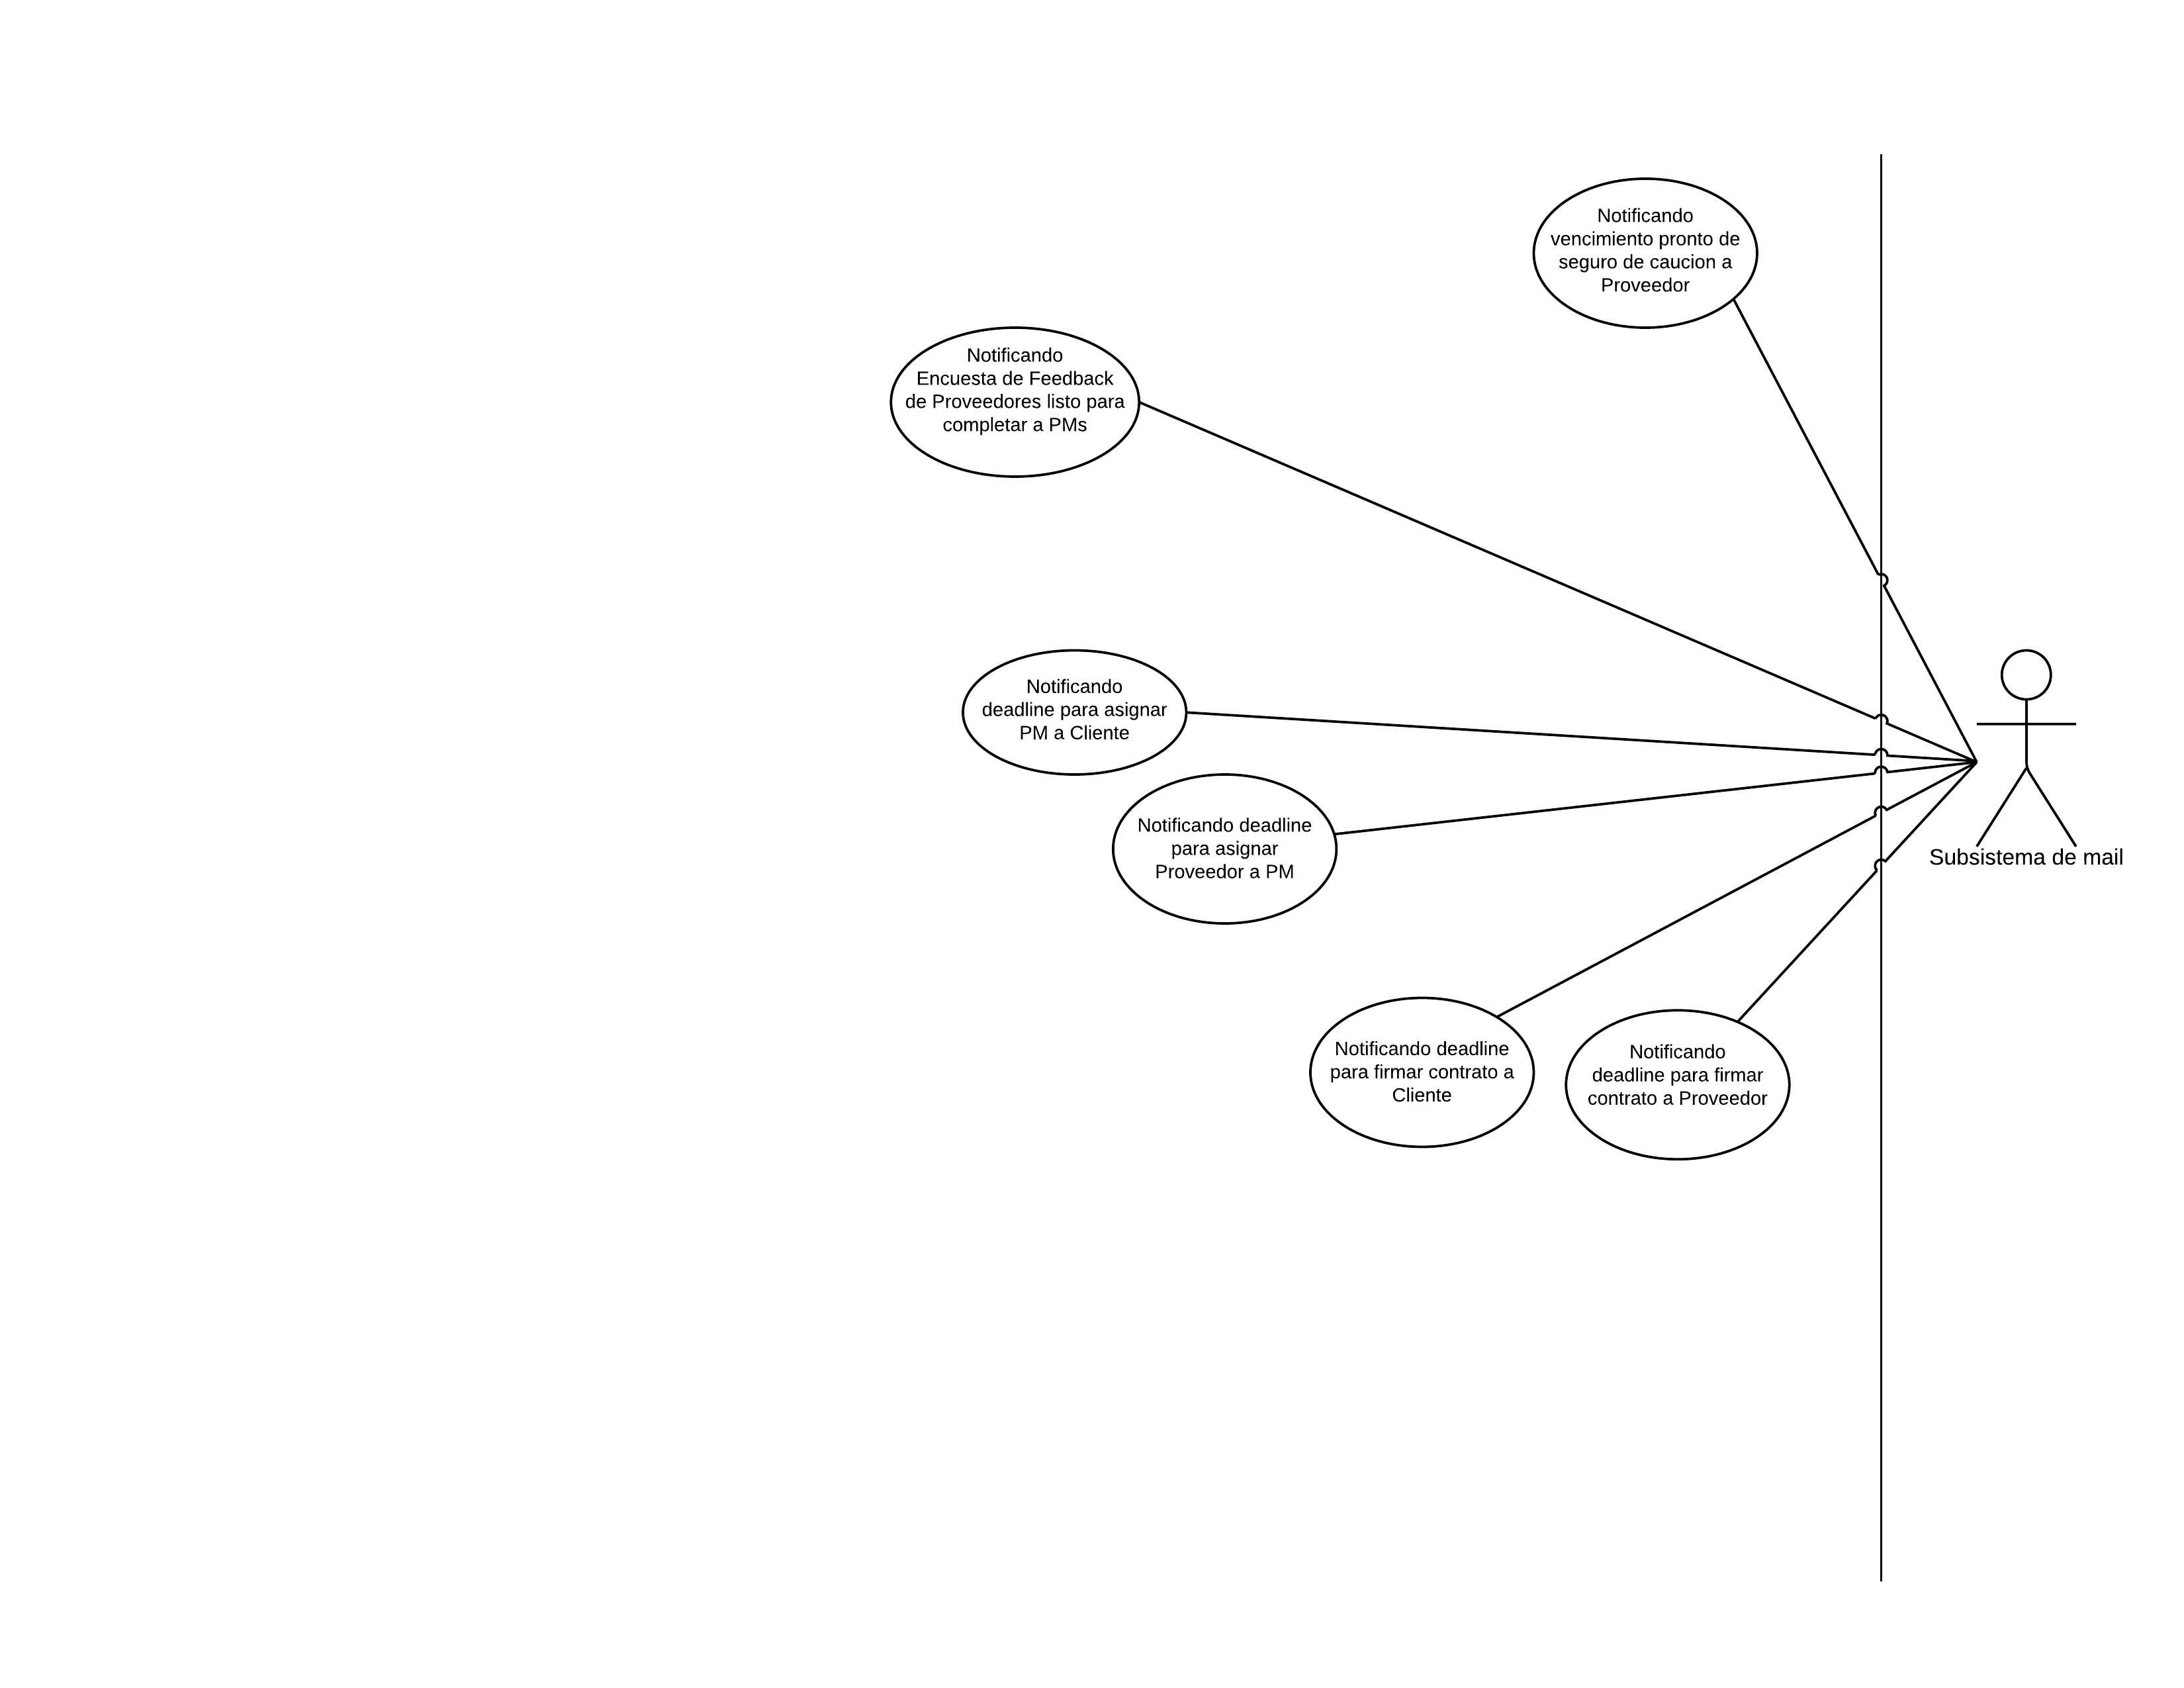 Notificando
vencimiento pronto de
seguro de caucion a
Proveedor
Notificando
Encuesta de Feedback
de Proveedores listo para
completar a PMs
Notificando
deadline para asignar
PM a Cliente
Notificando deadline
para asignar
Proveedor a PM
Subsistema de mail
Notificando deadline
para firmar contrato a
Cliente
Notificando
deadline para firmar
contrato a Proveedor